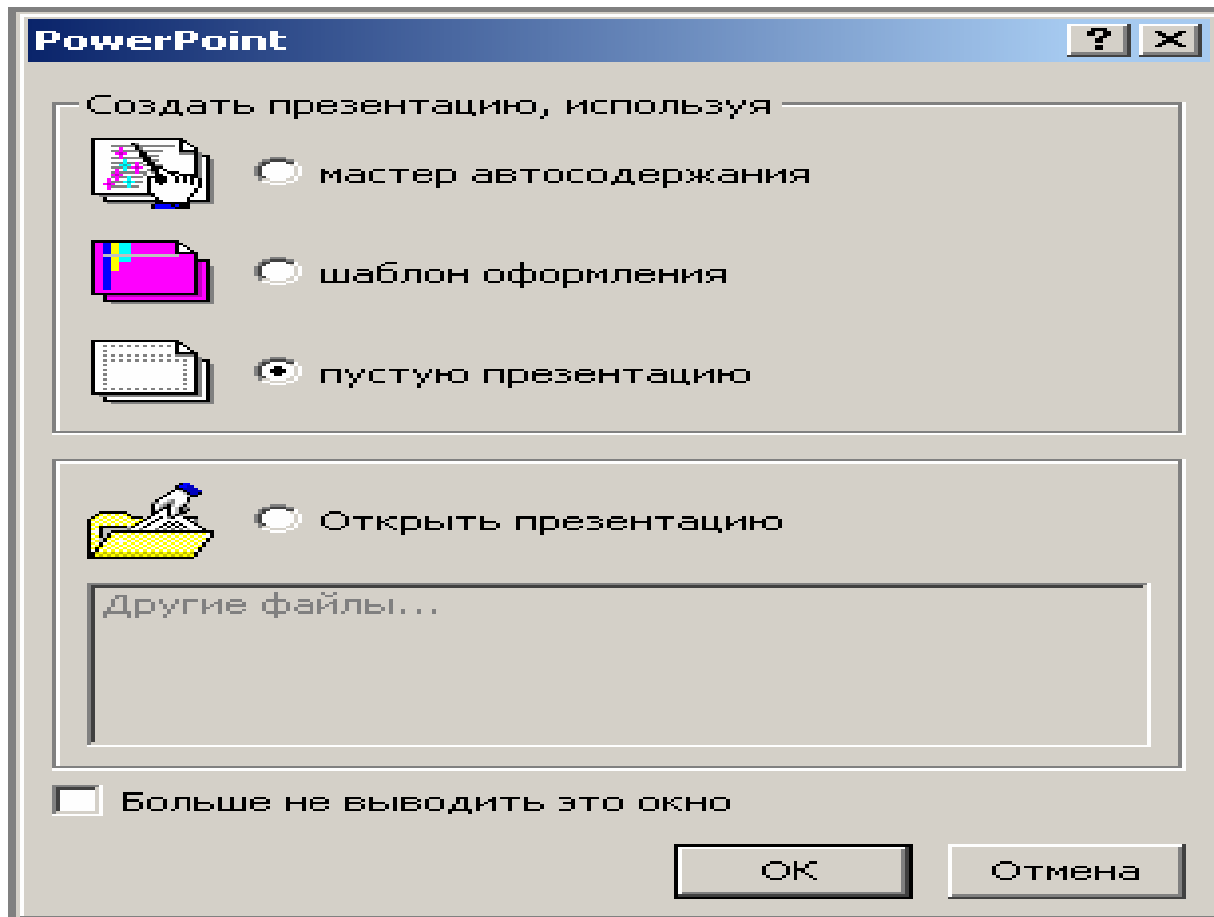 PowerPoint
Создать презентацию, используя
мастер автосодержания
шаблон оформления
пустую презентацию
Открыть презентацию
Другие файлы...
Больше не выводить это окно
ОК
Отмена